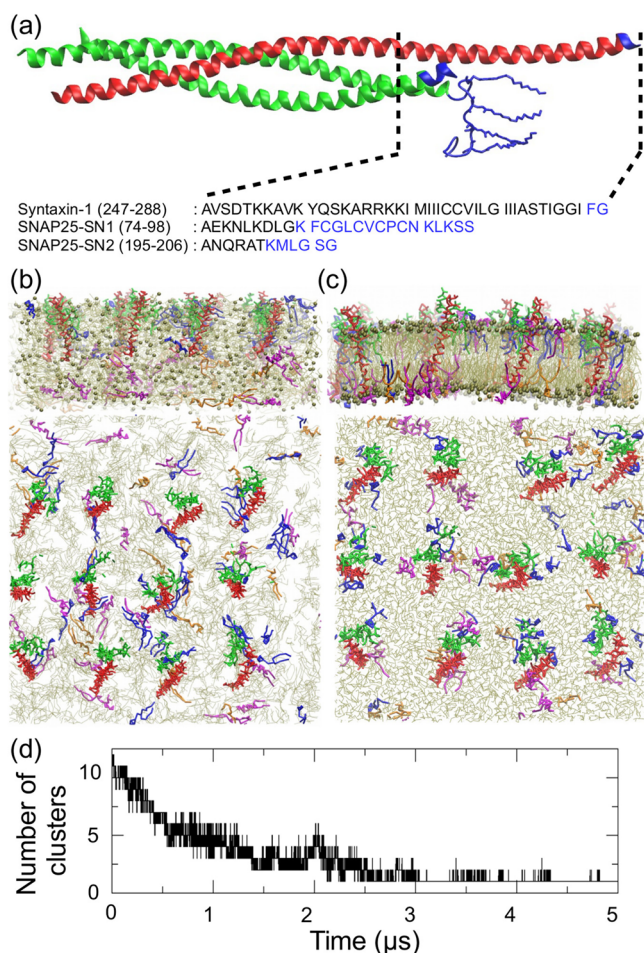 (a)
Syntaxin-1 (247-288) : AVSDTKKAVK YQSKARRKKI MIIICCVILG IIIASTIGGI FG
SNAP25-SN1 (74-98) : AEKNLKDLGK FCGLCVCPCN KLKSS
SNAP25-SN2 (195-206) : ANQRATKMLG SG
(b)
(c)
(d)
Number of
clusters
10
5
0
0 1 2 3 4 5
Time (μs)